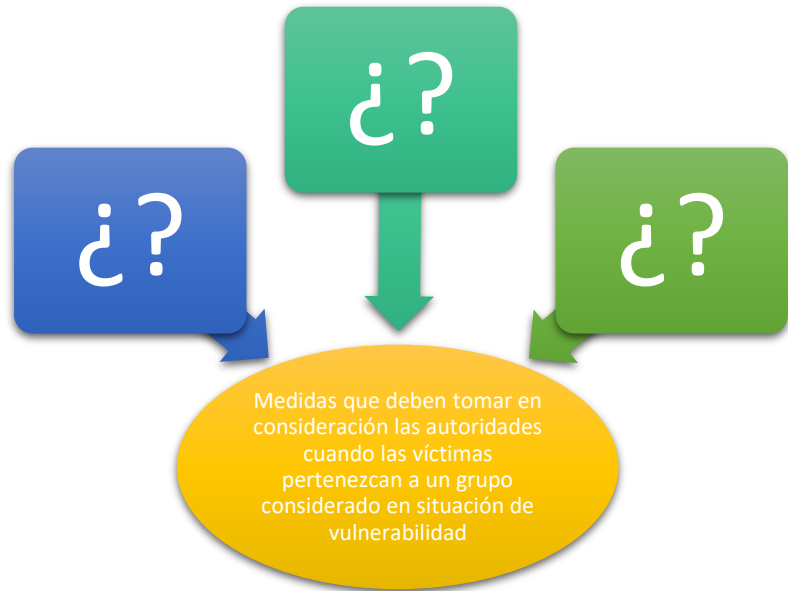 ¿?
¿?
¿?
Medidas que deben tomar en
consideración las autoridades
cuando las víctimas
pertenezcan a un grupo
considerado en situación de
vulnerabilidad